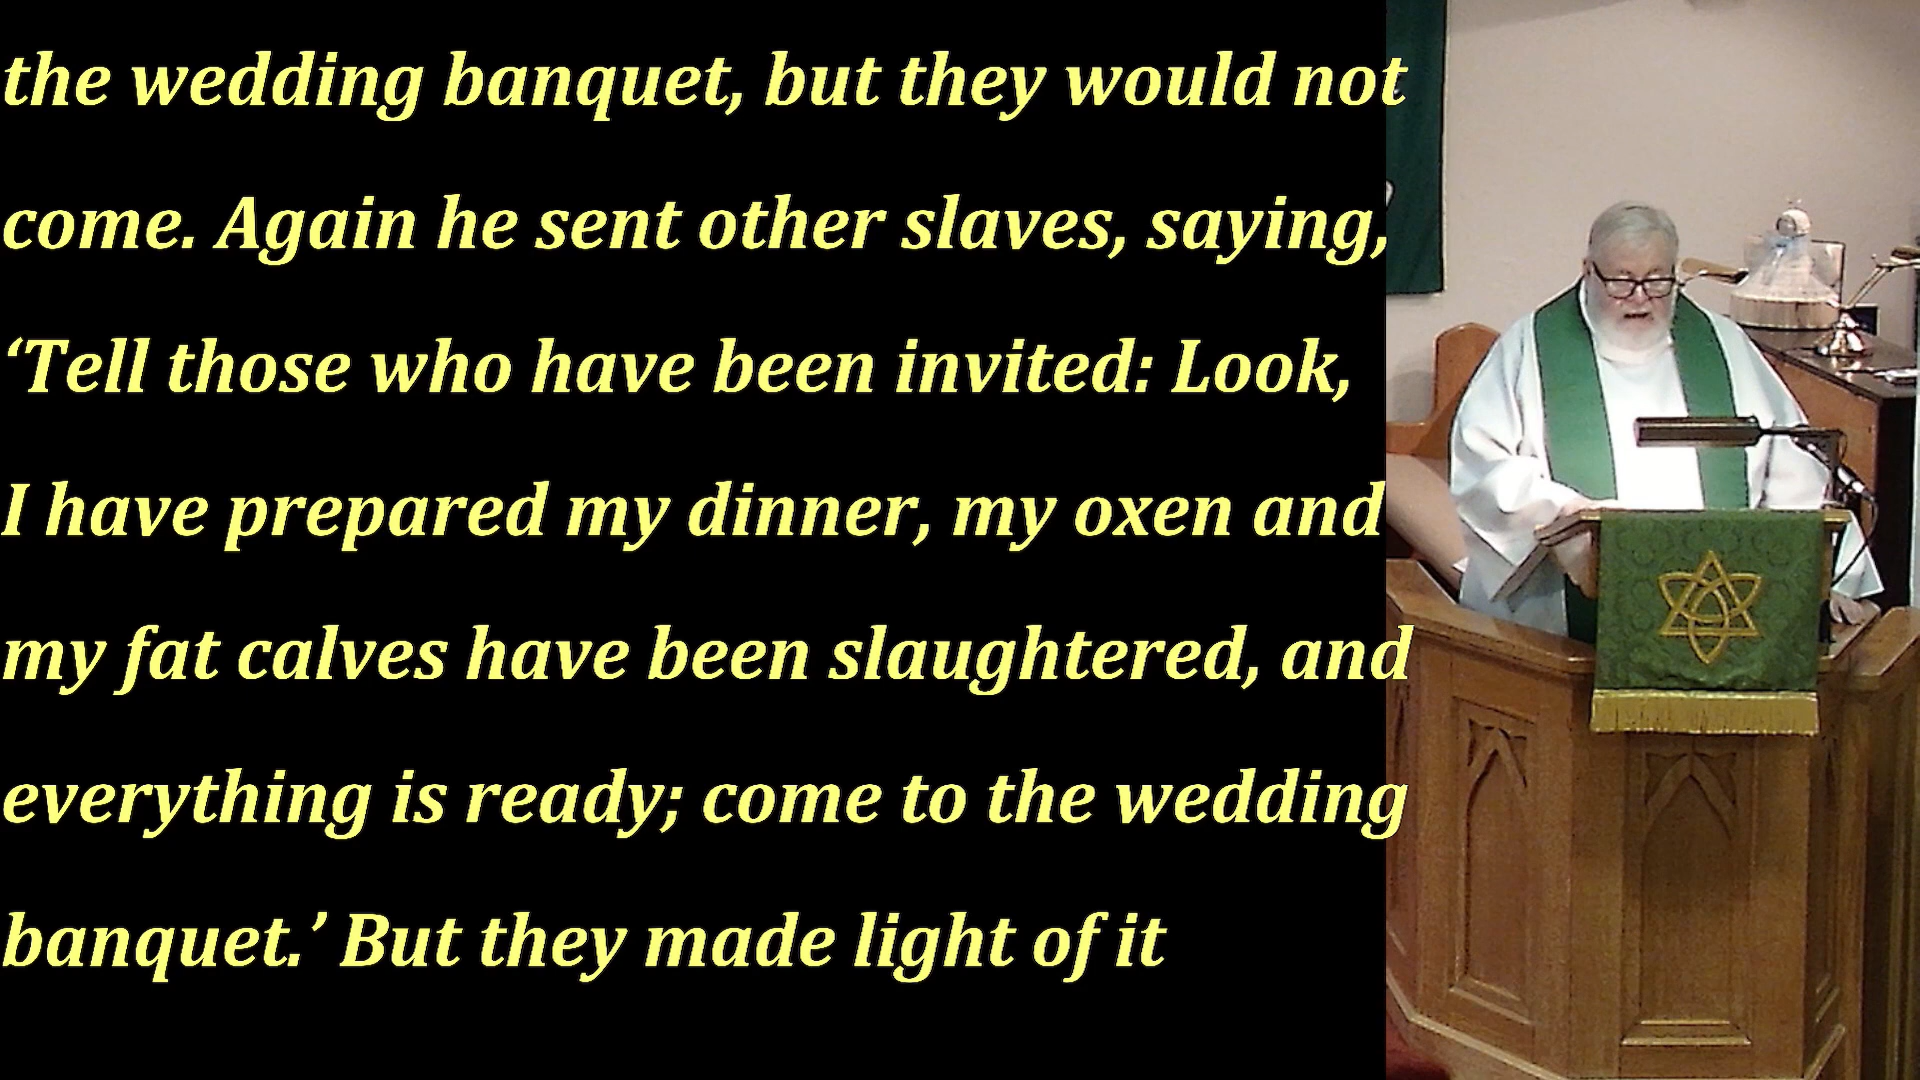 the wedding banquet, but they would not
come. Again he sent other slaves, saying,
‘Tell those who have been invited: Look,
I have prepared my dinner, my oxen and
my fat calves have been slaughtered, and
everything is ready; come to the wedding
banquet.’ But they made light of it